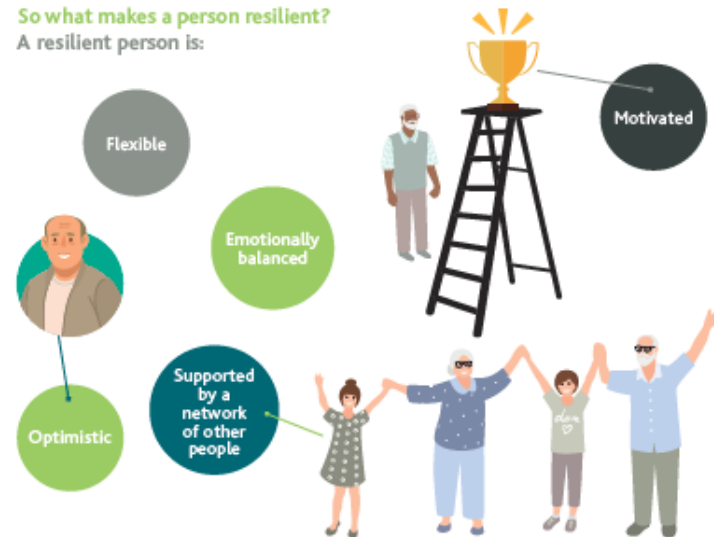 So what makes a person resilient?
A resilient person is:
Flexible
Motivated
Emotionally
balanced
Supported
by a
network
of other
people
Optimistic